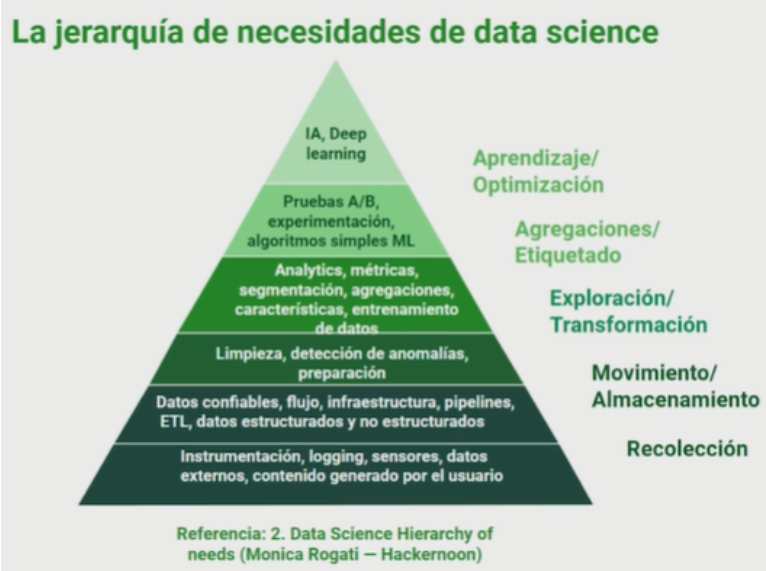 La jerarquía de necesidades de data science
IA, Deep
learning
Aprendizaje/
Optimización
Pruebas A/B,
experimentación,
algoritmos simples ML
Agregaciones/
Etiquetado
Analytics, métricas,
segmentación, agregaciones,
características, entrenamiento
de datos
Exploración/
Transformación
Limpieza, detección de anomalías,
preparación
Movimiento/
Almacenamiento
Datos confiables, flujo, infraestructura, pipelines,
ETL, datos estructurados y no estructurados
Recolección
Instrumentación, logging, sensores, datos
externos, contenido generado por el usuario
Referencia: 2. Data Science Hierarchy of
needs (Monica Rogati — Hackernoon)